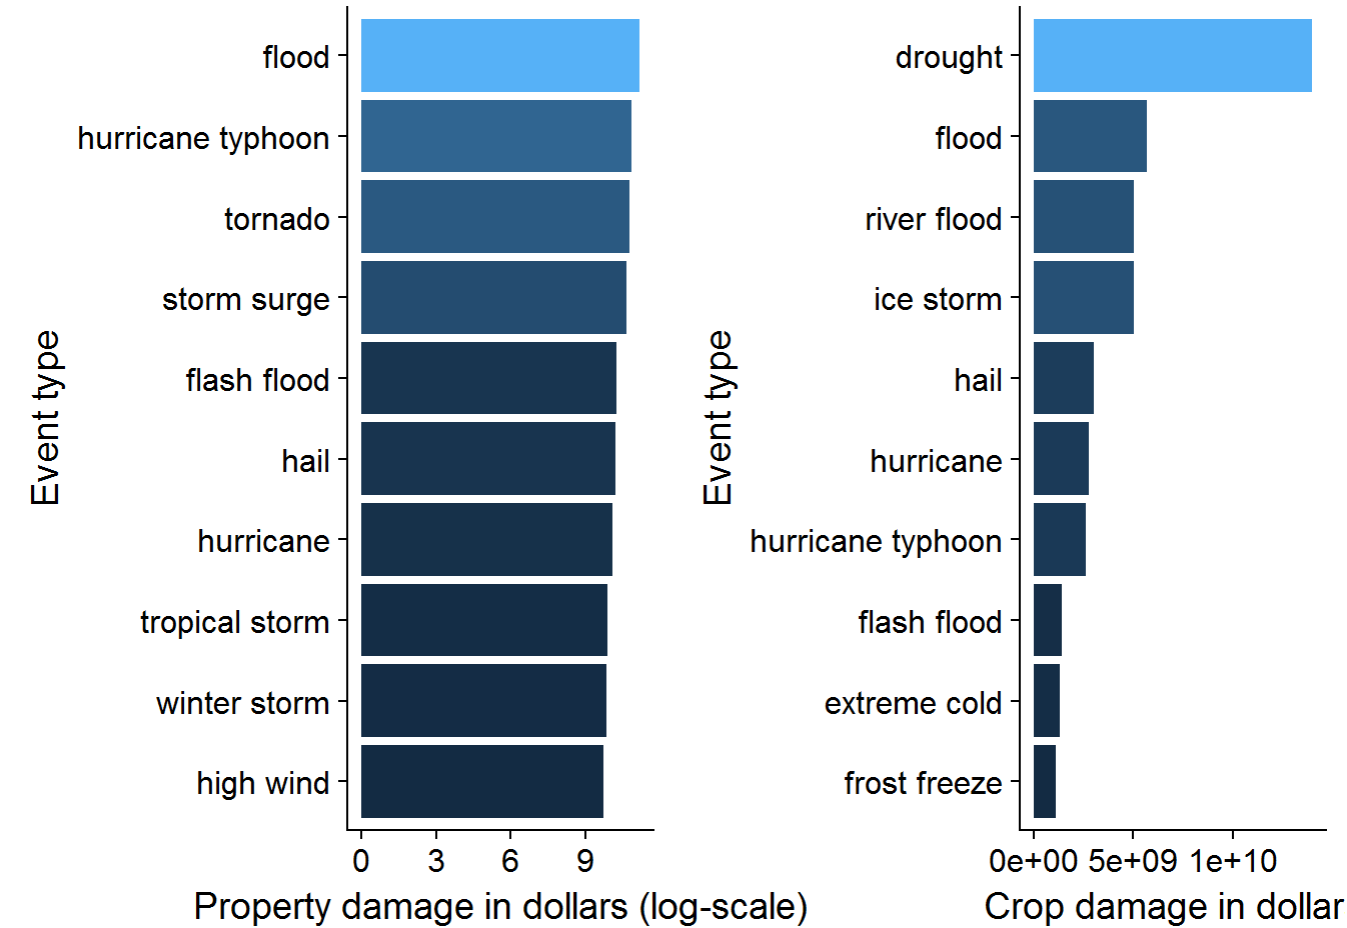 flood
hurricane typhoon
tornado
storm surge
flash flood
hail
hurricane
tropical storm
winter storm
high wind
Event type
0 3 6 9
Property damage in dollars (log-scale)
drought
flood
river flood
ice storm
hail
hurricane
hurricane typhoon
flash flood
extreme cold
frost freeze
Event type
0e+00 5e+09 1e+10
Crop damage in dollar